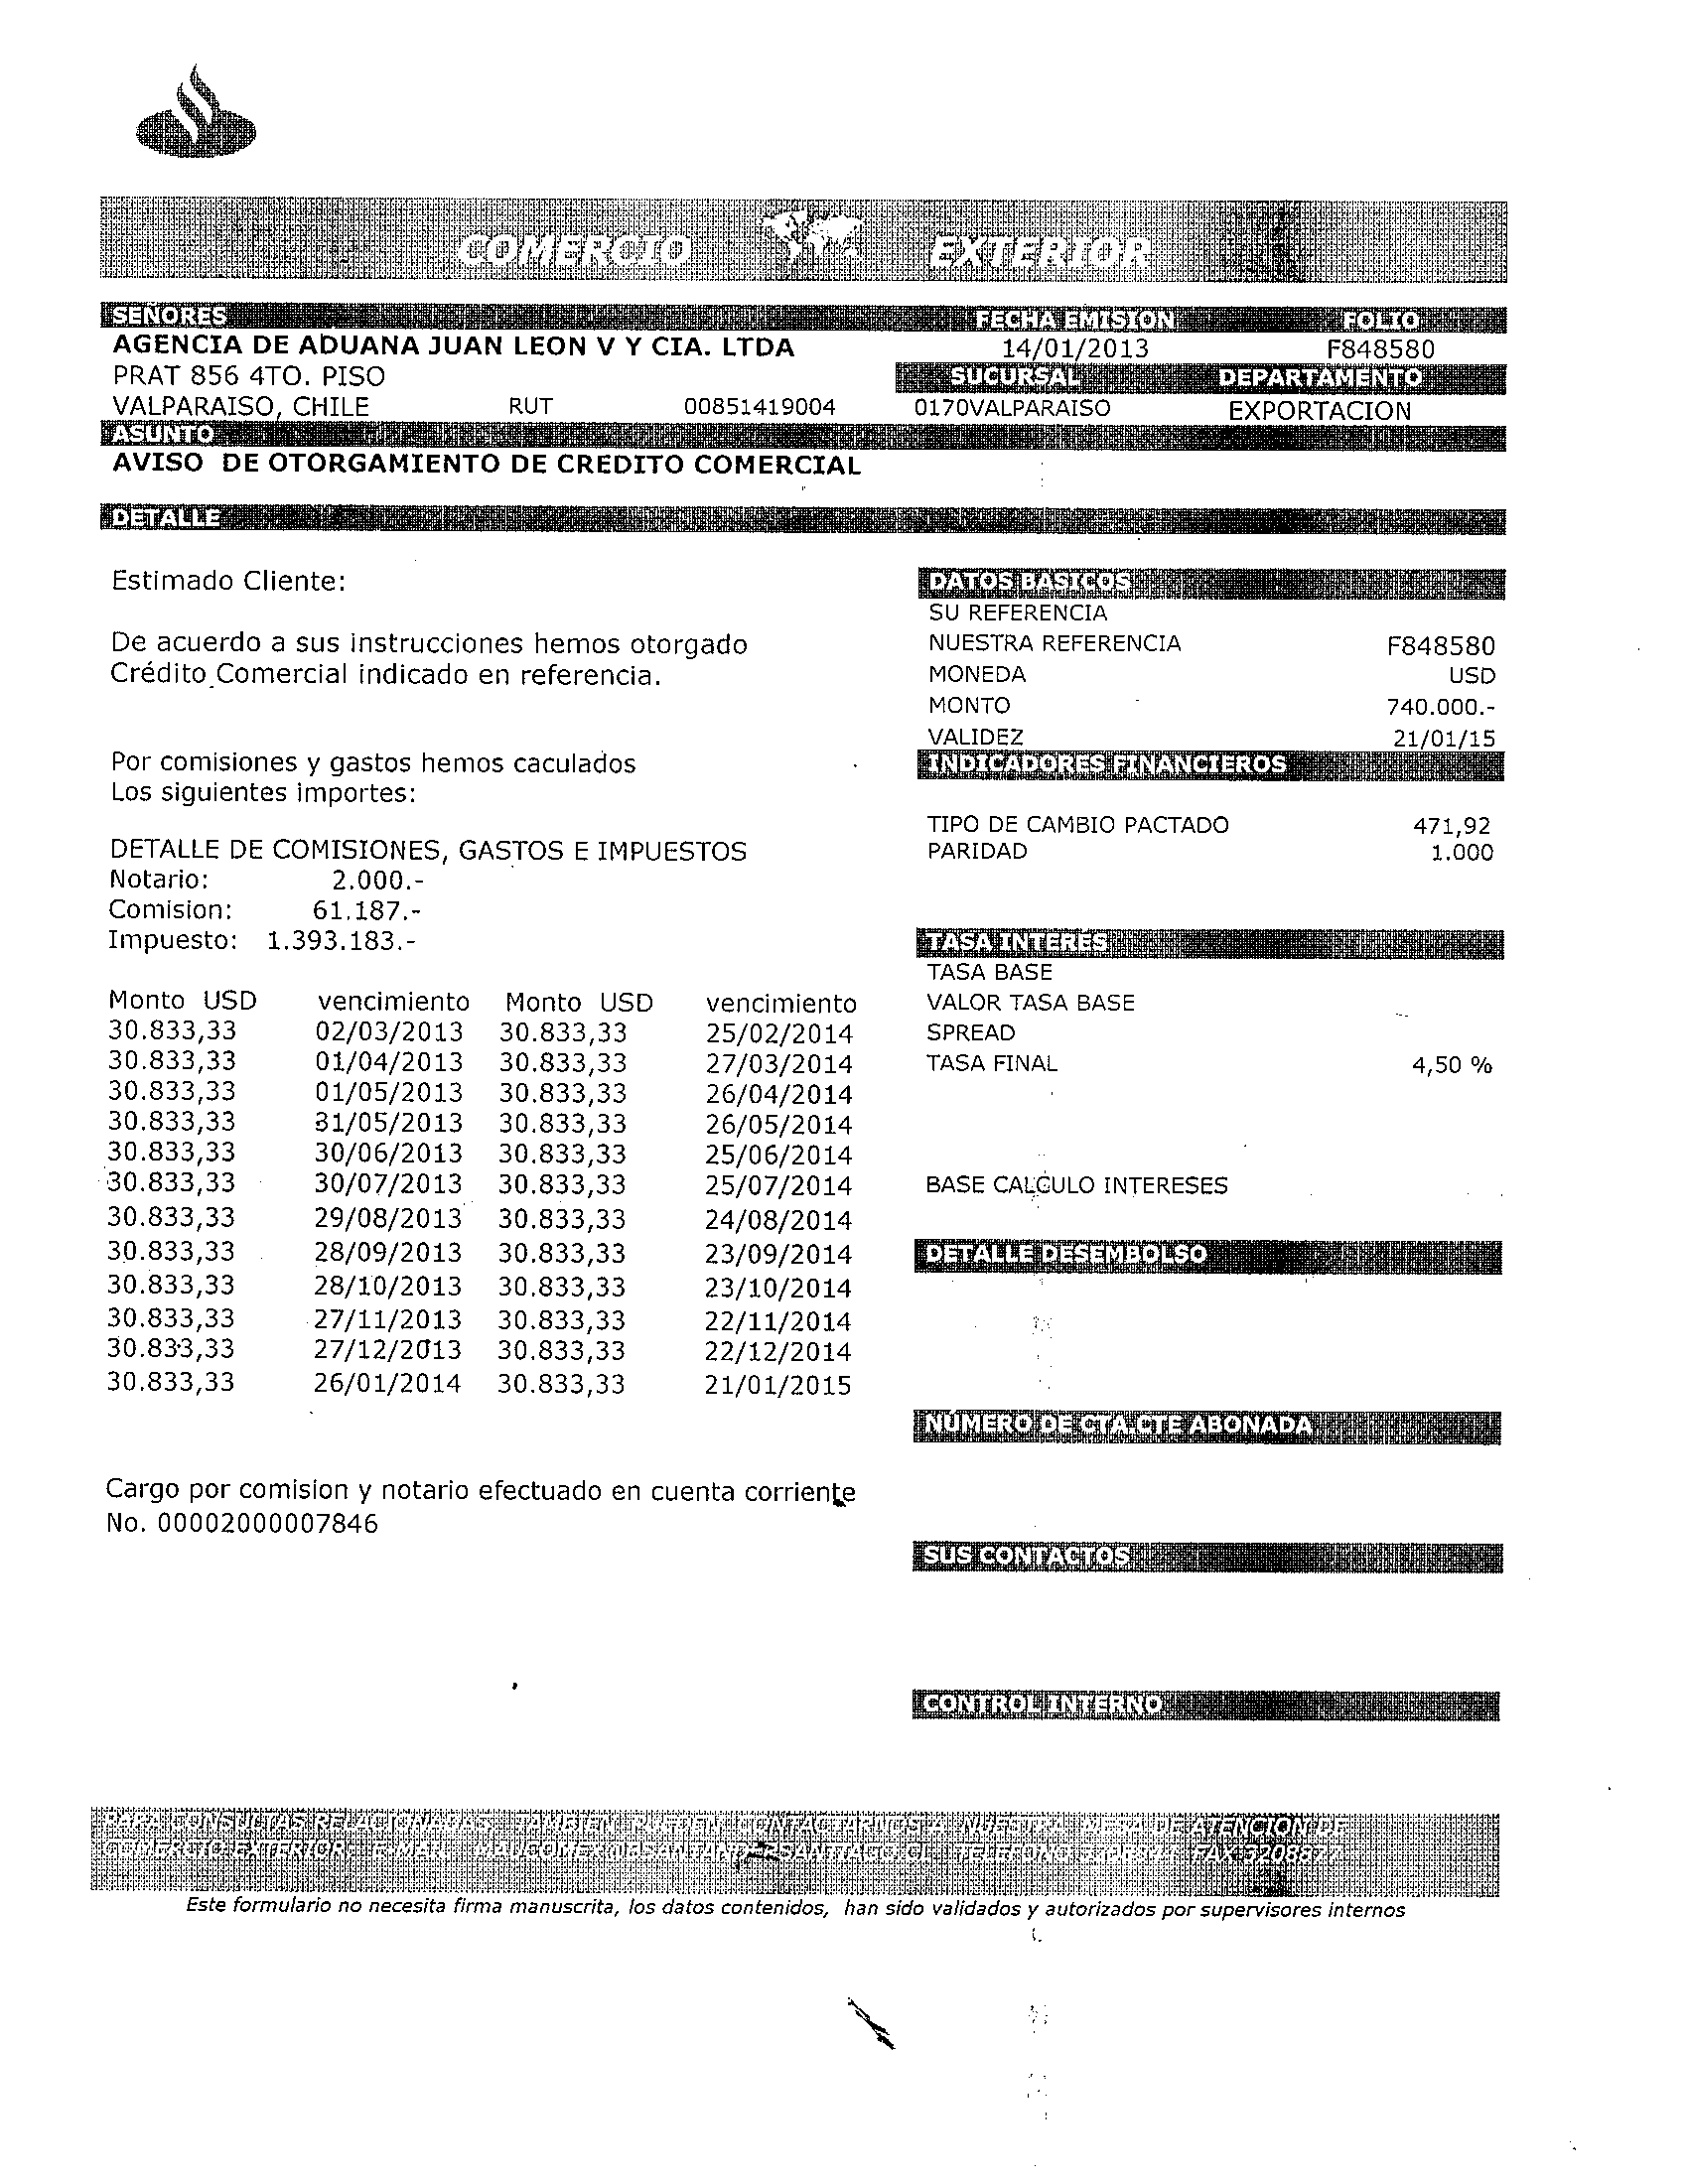 COMERCIO EXTERIOR
SEÑORES FECHA EMISION FOLIO
AGENCIA DE ADUANA JUAN LEON V Y CIA. LTDA 14/01/2013 F848580
PRAT 856 4TO. PISO SUCURSAL DEPARTAMENTO
VALPARAISO, CHILE RUT 00851419004 0170VALPARAISO EXPORTACION
ASUNTO
AVISO DE OTORGAMIENTO DE CREDITO COMERCIAL
DETALLE
Estimado Cliente:
De acuerdo a sus instrucciones hemos otorgado
Crédito Comercial indicado en referencia.
Por comisiones y gastos hemos caculados
Los siguientes importes:
DETALLE DE COMISIONES, GASTOS E IMPUESTOS
Notario: 2.000.-
Comision: 61.187.-
Impuesto: 1.393.183.-
Monto USD vencimiento Monto USD vencimiento
30.833,33 02/03/2013 30.833,33 25/02/2014
30.833,33 01/04/2013 30.833,33 27/03/2014
30.833,33 01/05/2013 30.833,33 26/04/2014
30.833,33 31/05/2013 30.833,33 26/05/2014
30.833,33 30/06/2013 30.833,33 25/06/2014
30.833,33 30/07/2013 30.833,33 25/07/2014
30.833,33 29/08/2013 30.833,33 24/08/2014
30.833,33 28/09/2013 30.833,33 23/09/2014
30.833,33 28/10/2013 30.833,33 23/10/2014
30.833,33 27/11/2013 30.833,33 22/11/2014
30.833,33 27/12/2013 30.833,33 22/12/2014
30.833,33 26/01/2014 30.833,33 21/01/2015
Cargo por comision y notario efectuado en cuenta corriente
No. 00002000007846
DATOS BASICOS
SU REFERENCIA
NUESTRA REFERENCIA F848580
MONEDA USD
MONTO 740.000.-
VALIDEZ 21/01/15
INDICADORES FINANCIEROS
TIPO DE CAMBIO PACTADO 471,92
PARIDAD 1.000
TASA INTERES
TASA BASE
VALOR TASA BASE
SPREAD
TASA FINAL 4,50 %
BASE CALCULO INTERESES
DETALLE DESEMBOLSO
NÚMERO DE CTA.CTE ABONADA
SUS CONTACTOS
CONTROL INTERNO
PARA CONSULTAS RELACIONADAS, TAMBIEN PUEDEN CONTACTARNOS A NUESTRA MESA DE ATENCION DE
COMERCIO EXTERIOR. E-MAIL TELEFONO FAX 3208877
Este formulario no necesita firma manuscrita, los datos contenidos, han sido validados y autorizados por supervisores internos